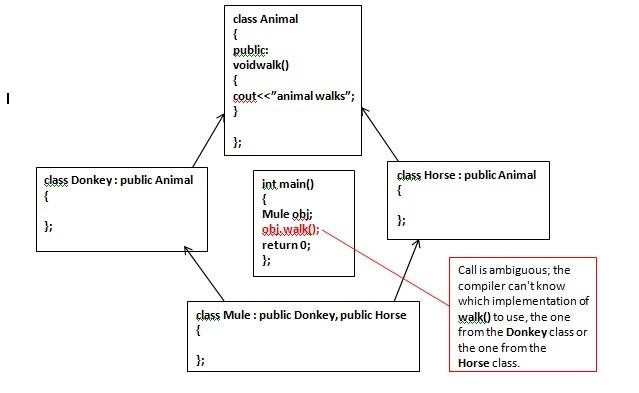 class Animal
{
public:
voidwalk()
{
cout<<”animal walks”;
}
};
class Donkey : public Animal
{
};
int main()
{
Mule obj;
obj.walk();
return 0;
};
class Horse : public Animal
{
};
class Mule : public Donkey, public Horse
{
};
Call is ambiguous; the
compiler can't know
which implementation of
walk() to use, the one
from the Donkey class or
the one from the
Horse class.